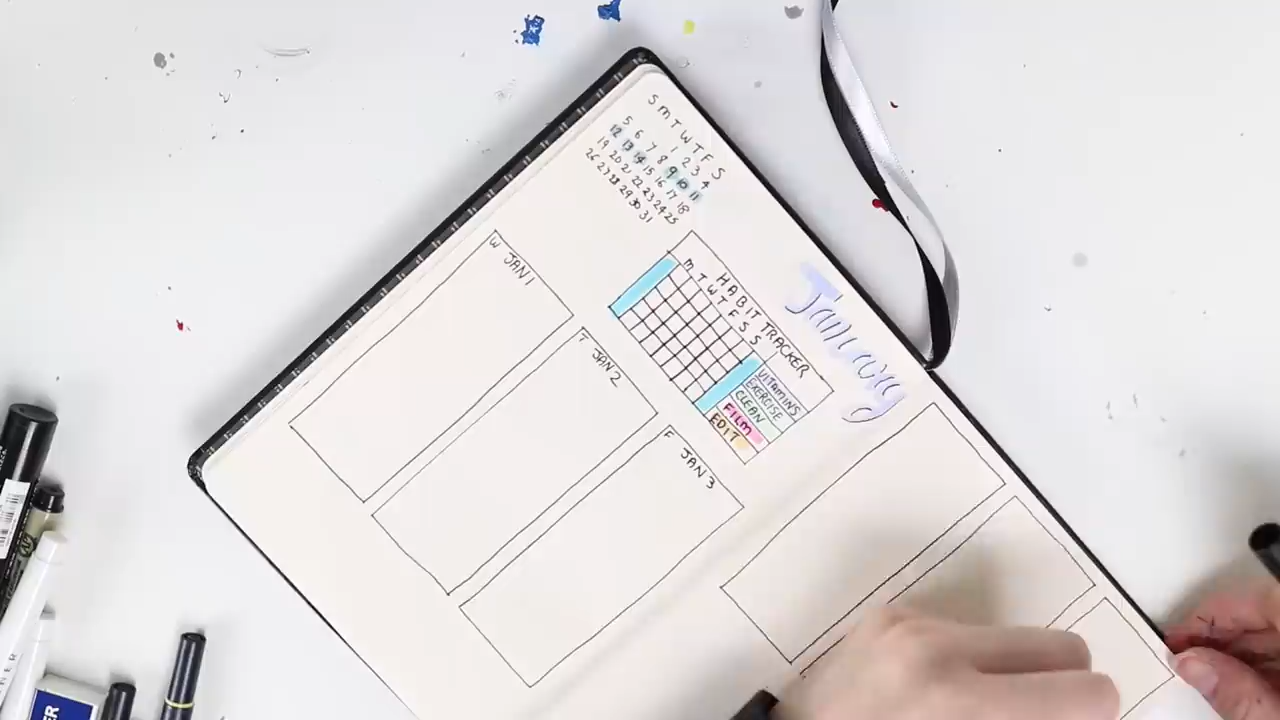 S M T W T F S
1 2 3 4
5 6 7 8 9 10 11
12 13 14 15 16 17 18
19 20 21 22 23 24 25
26 27 28 29 30 31
HABIT TRACKER
M T W T F S S
VITAMINS
EXERCISE
CLEAN
FILM
EDIT
January
W JAN 1
T JAN 2
F JAN 3